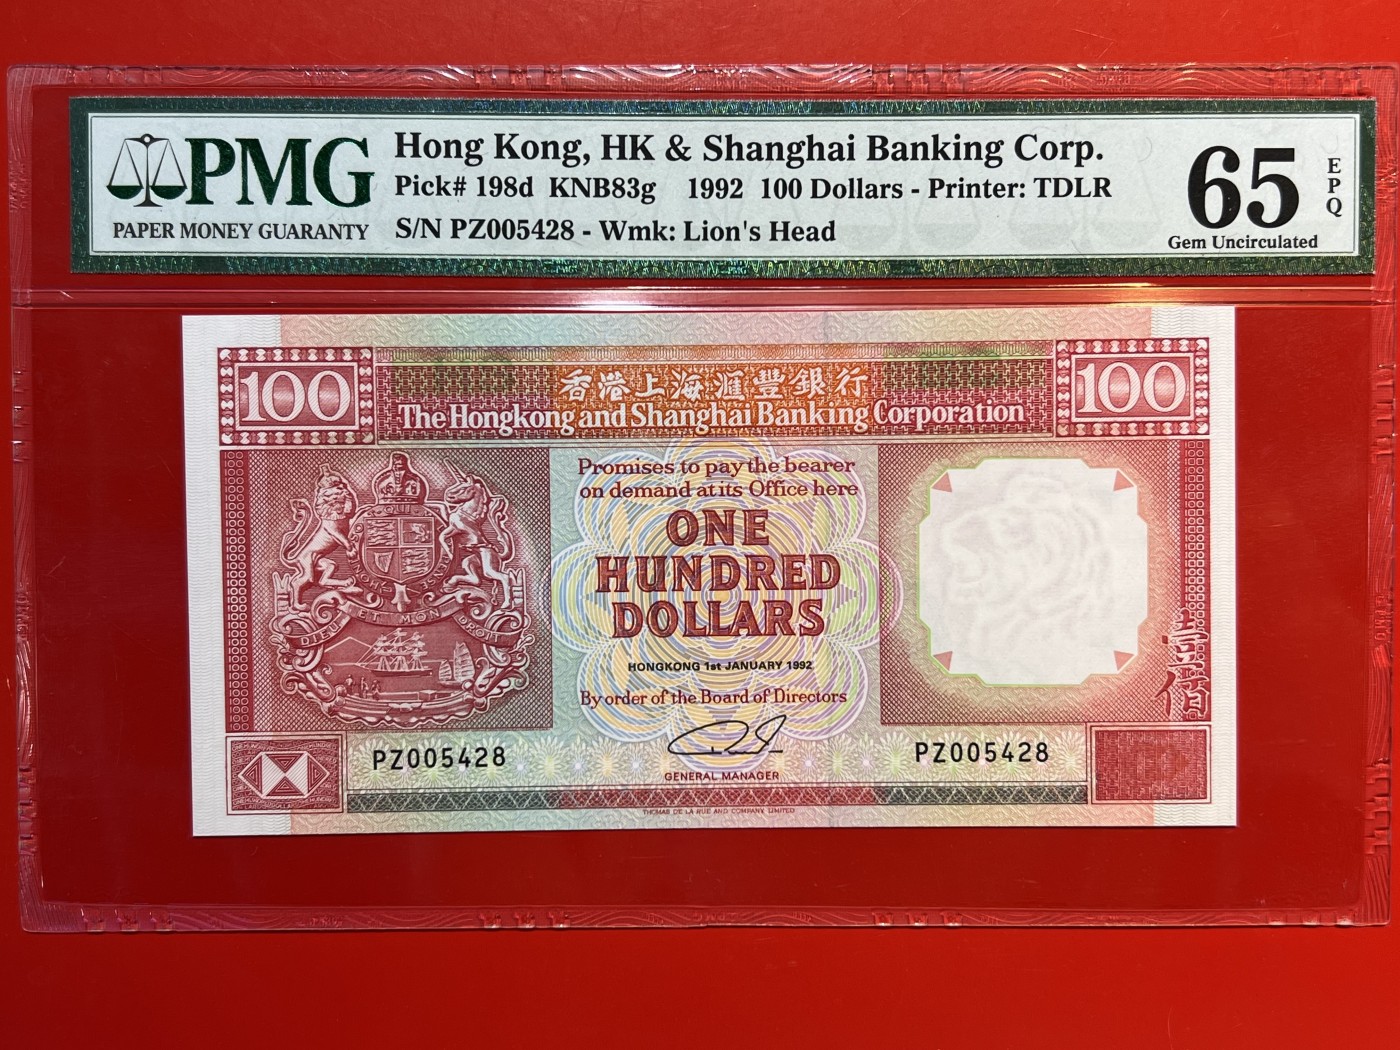 PMG
PAPER MONEY GUARANTY
Hong Kong, HK & Shanghai Banking Corp.
Pick# 198d KNB83g 1992 100 Dollars - Printer: TDLR
S/N PZ005428 - Wmk: Lion's Head
65
EPQ
Gem Uncirculated
100
香港上海滙豐銀行
The Hongkong and Shanghai Banking Corporation
100
Promises to pay the bearer
on demand at its Office here
ONE
HUNDRED
DOLLARS
HONGKONG 1st JANUARY 1992
By order of the Board of Directors
GENERAL MANAGER
DIEU ET MON DROIT
PZ005428
PZ005428
THOMAS DE LA RUE AND COMPANY, LIMITED